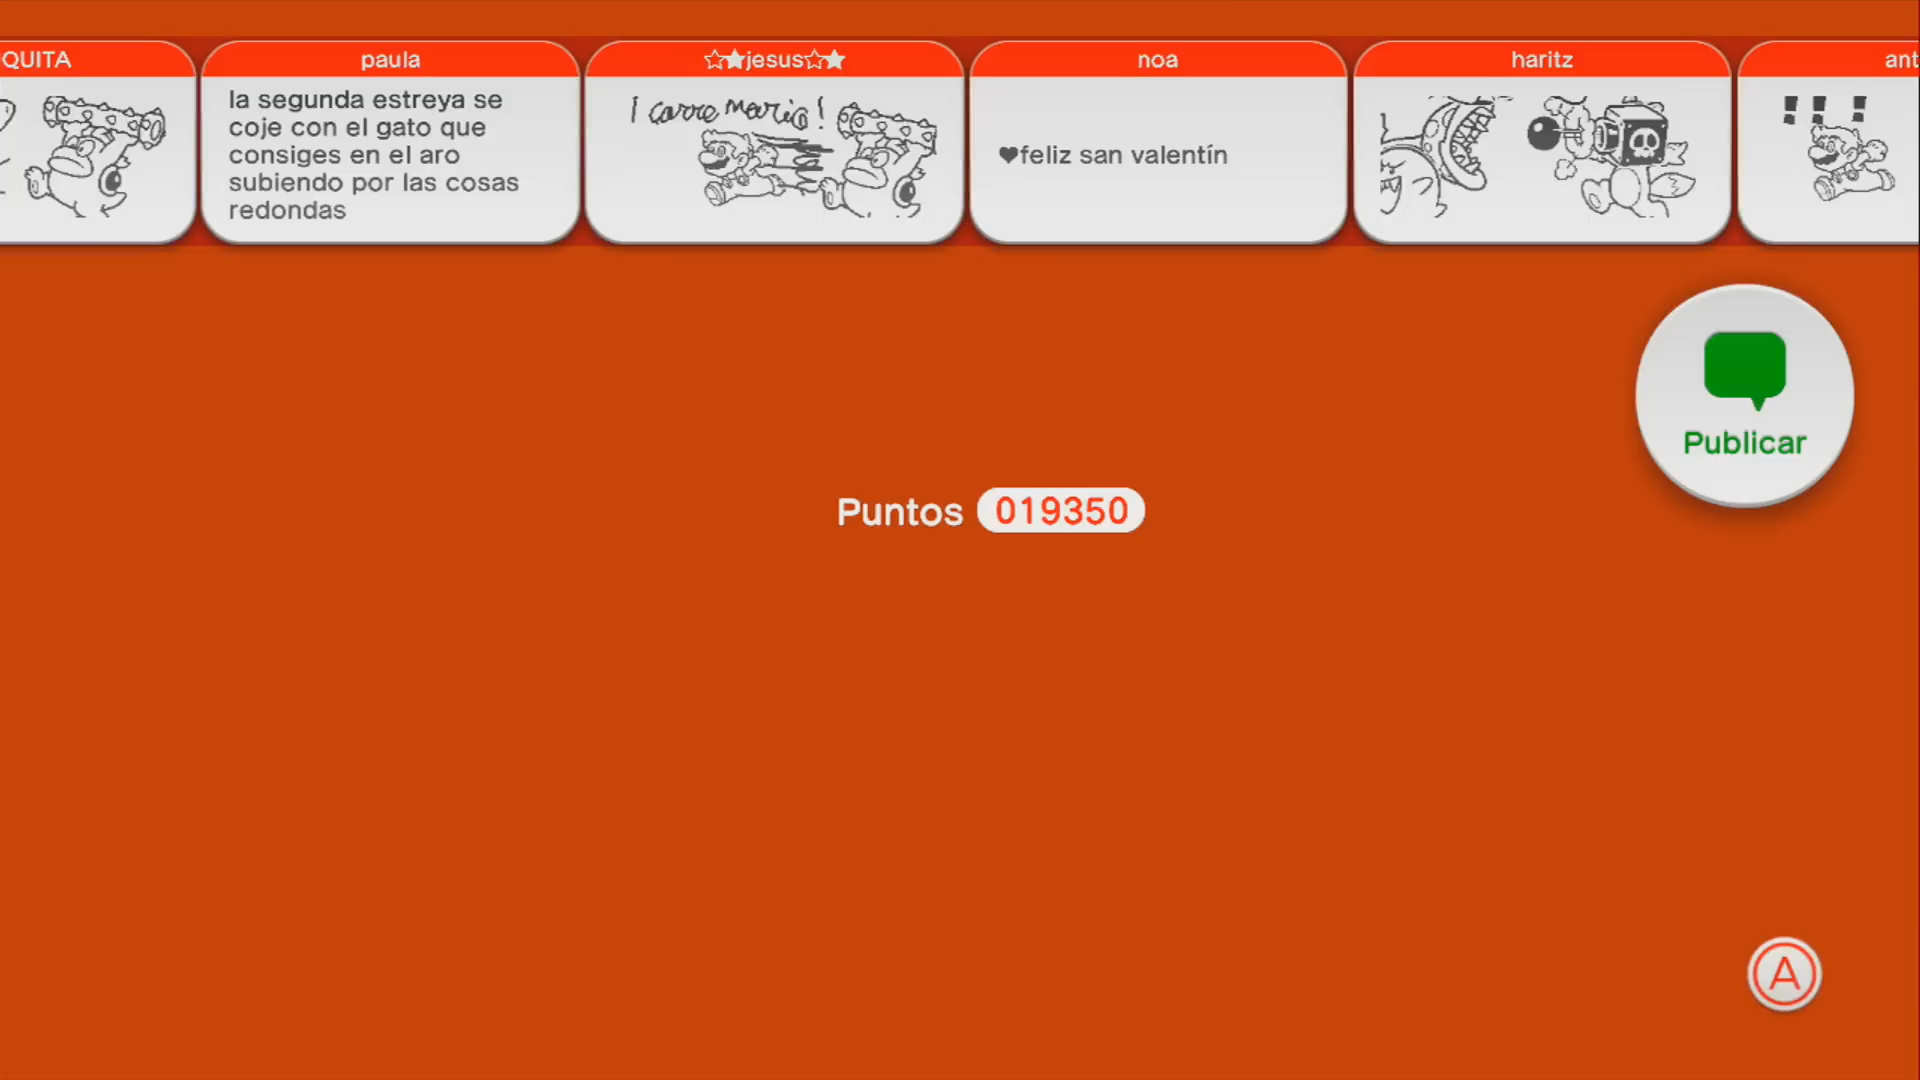 QUITA
paula
☆★jesus☆★
noa
haritz
ant
la segunda estreya se
coje con el gato que
consiges en el aro
subiendo por las cosas
redondas
¡corre mario!
♥feliz san valentín
!! !
Publicar
Puntos 019350
A